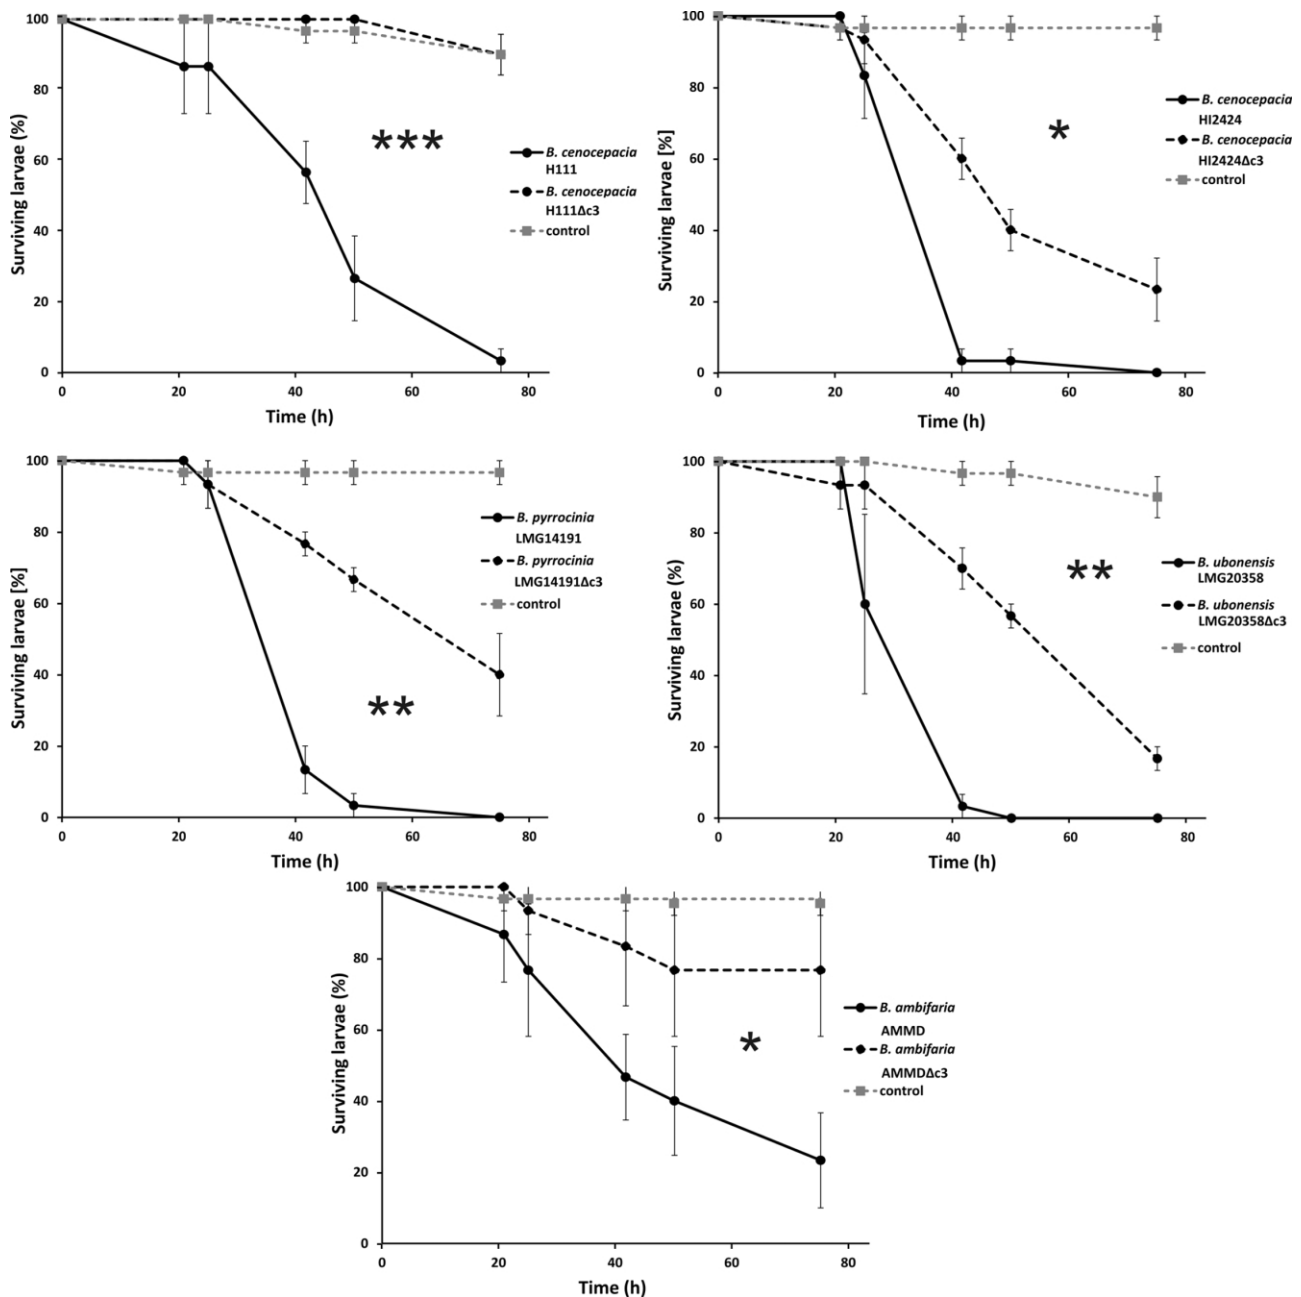 100
80
60
40
20
0
Surviving larvae (%)
0 20 40 60 80
Time (h)
***
B. cenocepacia
H111
B. cenocepacia
H111Δc3
control
100
80
60
40
20
0
Surviving larvae [%]
0 20 40 60 80
Time (h)
*
B. cenocepacia
HI2424
B. cenocepacia
HI2424Δc3
control
100
80
60
40
20
0
Surviving larvae [%]
0 20 40 60 80
Time (h)
**
B. pyrrocinia
LMG14191
B. pyrrocinia
LMG14191Δc3
control
100
80
60
40
20
0
Surviving larvae (%)
0 20 40 60 80
Time (h)
**
B. ubonensis
LMG20358
B. ubonensis
LMG20358Δc3
control
100
80
60
40
20
0
Surviving larvae (%)
0 20 40 60 80
Time (h)
*
B. ambifaria
AMMD
B. ambifaria
AMMDΔc3
control